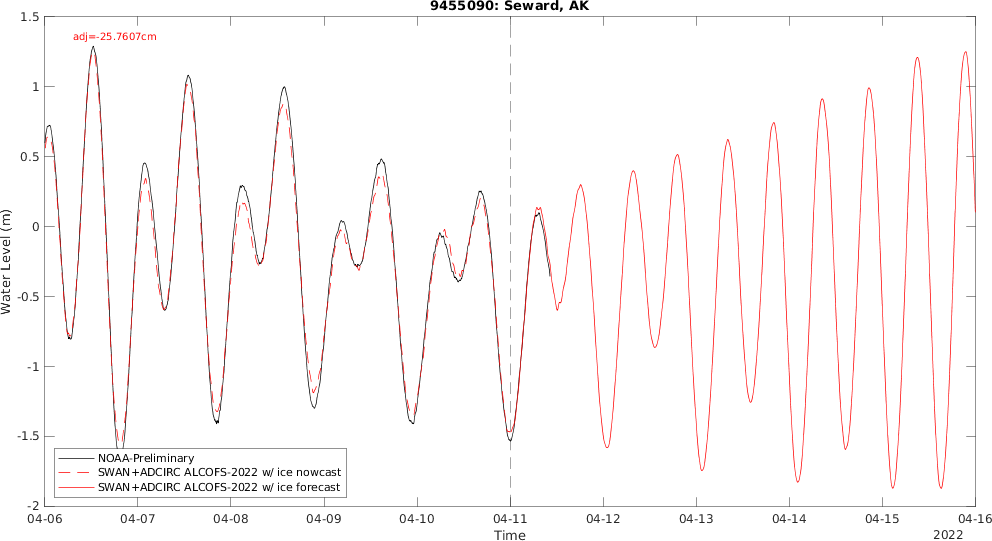 9455090: Seward, AK
adj=-25.7607cm
Water Level (m)
1.5
1
0.5
0
-0.5
-1
-1.5
-2
NOAA-Preliminary
SWAN+ADCIRC ALCOFS-2022 w/ ice nowcast
SWAN+ADCIRC ALCOFS-2022 w/ ice forecast
04-06 04-07 04-08 04-09 04-10 04-11 04-12 04-13 04-14 04-15 04-16
Time
2022